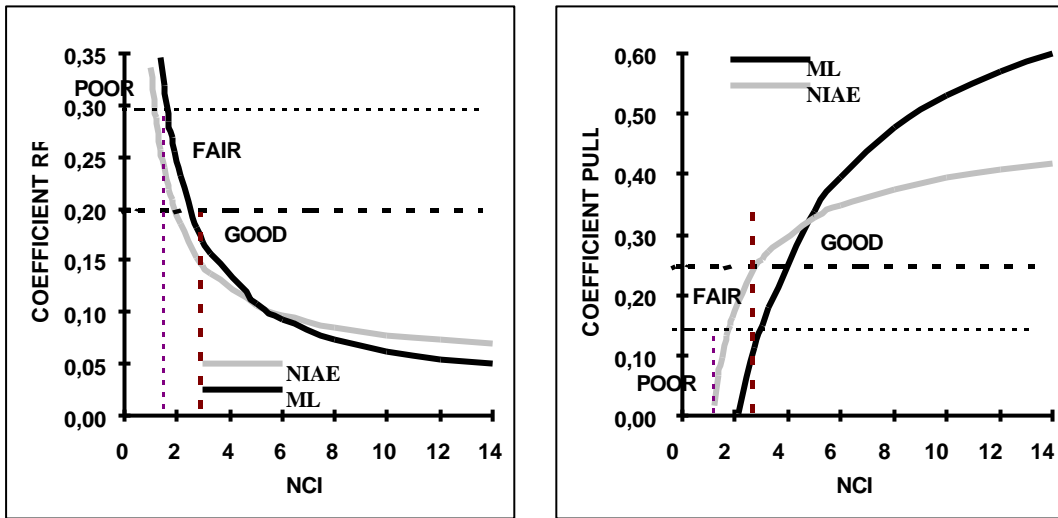 COEFFFICIENT RF
0,35
0,30
0,25
0,20
0,15
0,10
0,05
0,00
POOR
FAIR
GOOD
NIAE
ML
0 2 4 6 8 10 12 14
NCI
COEFFICIENT PULL
0,60
0,50
0,40
0,30
0,20
0,10
0,00
ML
NIAE
GOOD
FAIR
POOR
0 2 4 6 8 10 12 14
NCI